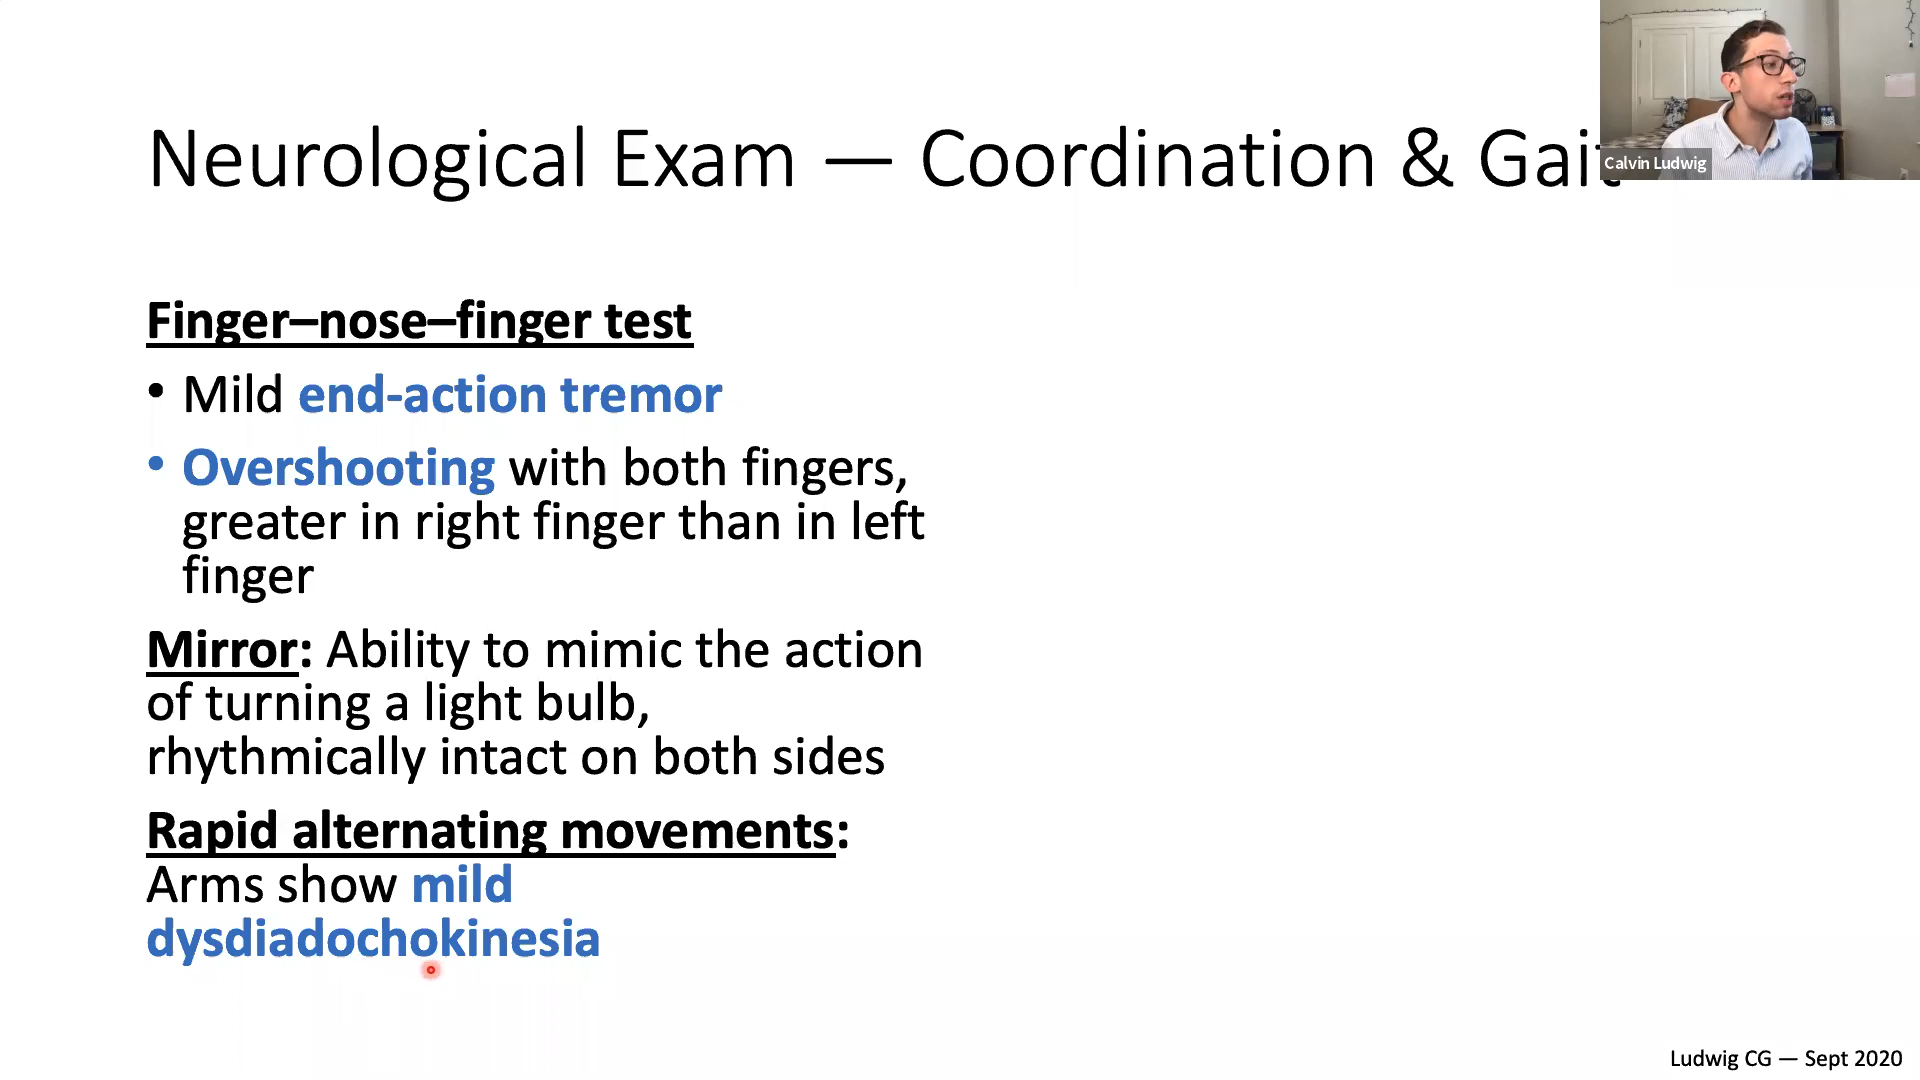 Neurological Exam — Coordination & Gait
Calvin Ludwig
Finger–nose–finger test
• Mild end-action tremor
• Overshooting with both fingers,
greater in right finger than in left
finger
Mirror: Ability to mimic the action
of turning a light bulb,
rhythmically intact on both sides
Rapid alternating movements:
Arms show mild
dysdiadochokinesia
Ludwig CG — Sept 2020